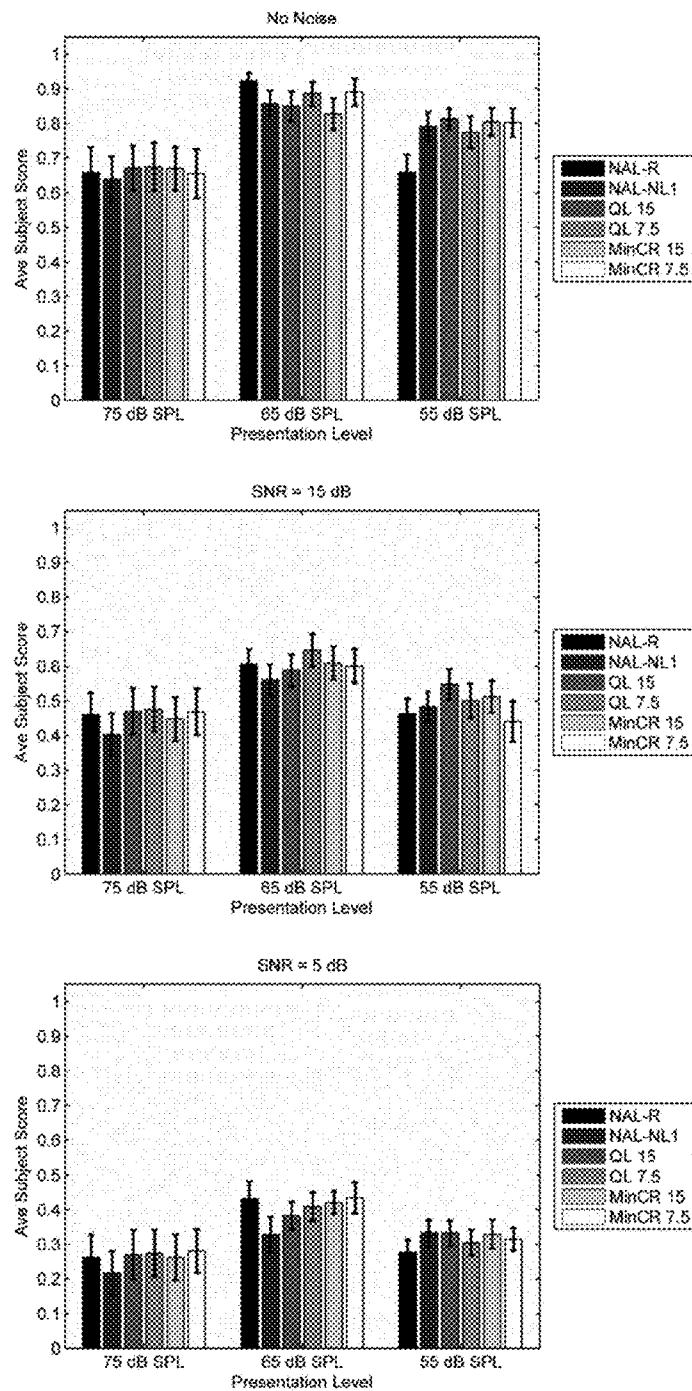 No Noise
Ave Subject Score
1
0.9
0.8
0.7
0.6
0.5
0.4
0.3
0.2
0.1
0
75 dB SPL
65 dB SPL
55 dB SPL
Presentation Level
NAL-R
NAL-NL1
QL 15
QL 7.5
MinCR 15
MinCR 7.5
SNR = 15 dB
Ave Subject Score
1
0.9
0.8
0.7
0.6
0.5
0.4
0.3
0.2
0.1
0
75 dB SPL
65 dB SPL
55 dB SPL
Presentation Level
NAL-R
NAL-NL1
QL 15
QL 7.5
MinCR 15
MinCR 7.5
SNR = 5 dB
Ave Subject Score
1
0.9
0.8
0.7
0.6
0.5
0.4
0.3
0.2
0.1
0
75 dB SPL
65 dB SPL
55 dB SPL
Presentation Level
NAL-R
NAL-NL1
QL 15
QL 7.5
MinCR 15
MinCR 7.5